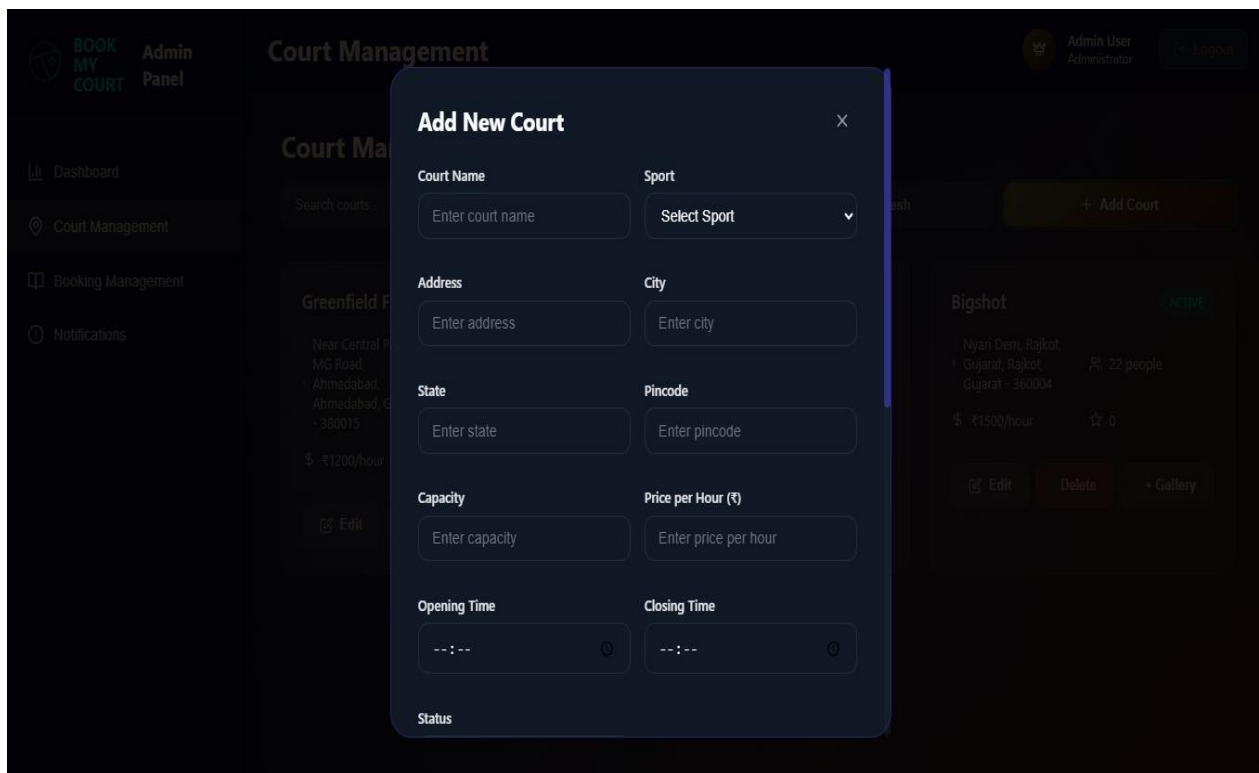 BOOK
MY
COURT
Admin
Panel
Court Management
Admin User
Administrator
Logout
Dashboard
Court Management
Booking Management
Notifications
Court Ma
Search courts...
esh
+ Add Court
Greenfield F
Near Central P
MG Road,
Ahmedabad,
Ahmedabad, G
- 380015
$ ₹1200/hour
Edit
Add New Court
X
Court Name
Sport
Enter court name
Select Sport
Address
City
Enter address
Enter city
State
Pincode
Enter state
Enter pincode
Capacity
Price per Hour (₹)
Enter capacity
Enter price per hour
Opening Time
Closing Time
--:--
--:--
Status
Bigshot
ACTIVE
Nyari Dem, Rajkot,
Gujarat, Rajkot,
Gujarat - 360004
22 people
$ ₹1500/hour
0
Edit
Delete
+ Gallery